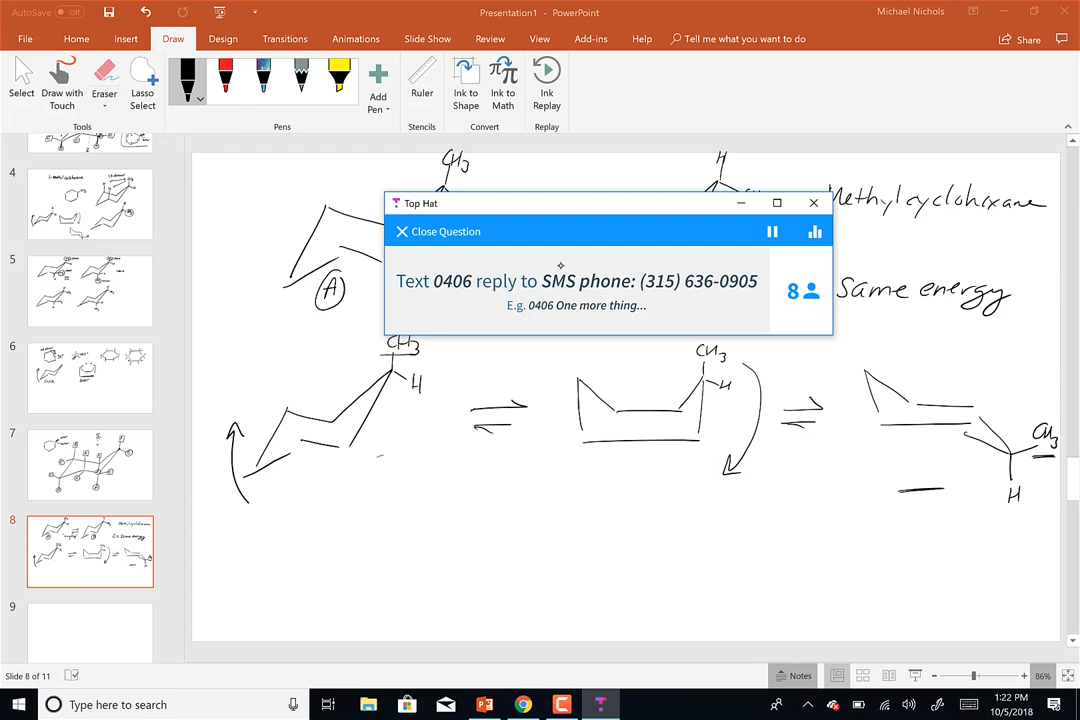 AutoSave Off
Presentation1 - PowerPoint
Michael Nichols
File Home Insert Draw Design Transitions Animations Slide Show Review View Add-ins Help Tell me what you want to do
Share
Select
Draw with Touch
Eraser
Lasso Select
Add Pen
Ruler
Ink to Shape
Ink to Math
Ink Replay
Tools
Pens
Stencils
Convert
Replay
4
5
6
7
8
9
CH3
H
Methylcyclohexane
Top Hat
Close Question
Text 0406 reply to SMS phone: (315) 636-0905
E.g. 0406 One more thing...
8
A
Same energy
CH3
H
CH3
H
CH3
H
Slide 8 of 11
Notes
86%
Type here to search
1:22 PM
10/5/2018